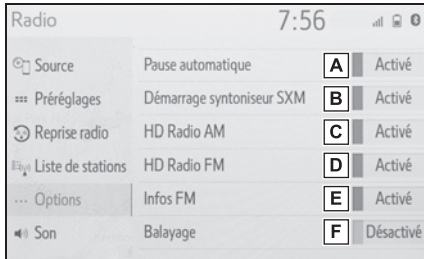 Radio 7:56
Source
Préréglages
Reprise radio
Liste de stations
Options
Son
Pause automatique A Activé
Démarrage syntoniseur SXM B Activé
HD Radio AM C Activé
HD Radio FM D Activé
Infos FM E Activé
Balayage F Désactivé